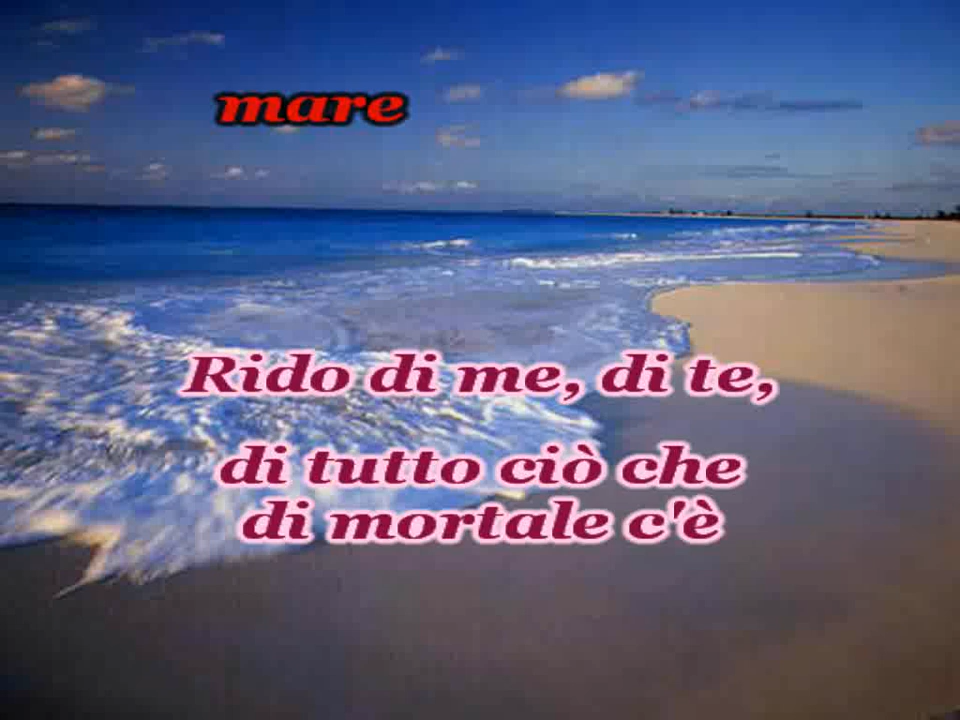 mare
Rido di me, di te,
di tutto ciò che
di mortale c'è